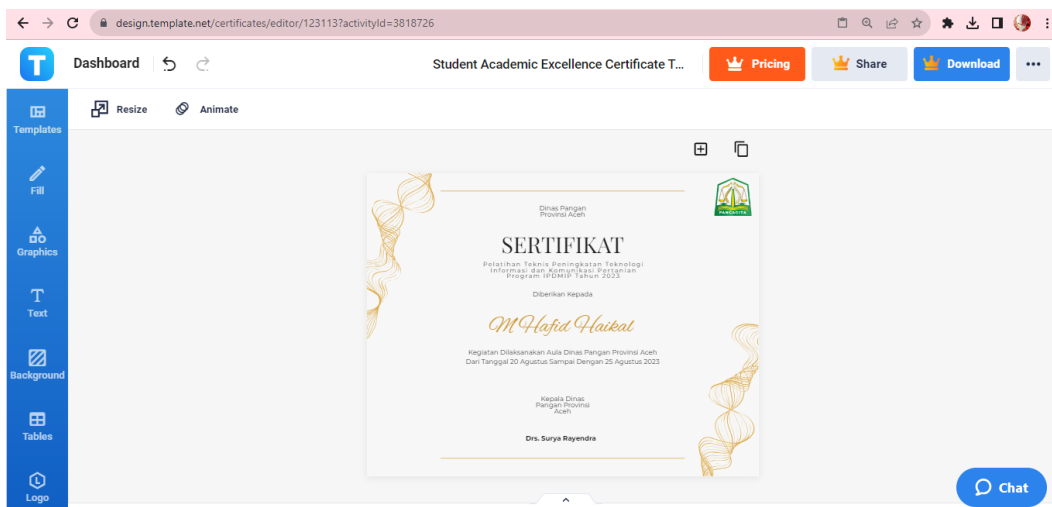 design.template.net/certificates/editor/123113?activityId=3818726
Dashboard
Student Academic Excellence Certificate T...
Pricing
Share
Download
Templates
Resize
Animate
Fill
Graphics
Text
Background
Tables
Logo
PANCACITA
Dinas Pangan
Provinsi Aceh
SERTIFIKAT
Pelatihan Teknis Peningkatan Teknologi
Informasi dan Komunikasi Pertanian
Program IPDMIP Tahun 2023
Diberikan Kepada
M Hafid Haikal
Kegiatan Dilaksanakan Aula Dinas Pangan Provinsi Aceh
Dari Tanggal 20 Agustus Sampai Dengan 25 Agustus 2023
Kepala Dinas
Pangan Provinsi
Aceh
Drs. Surya Rayendra
Chat